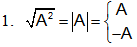 1. √A² = |A| = { A
−A